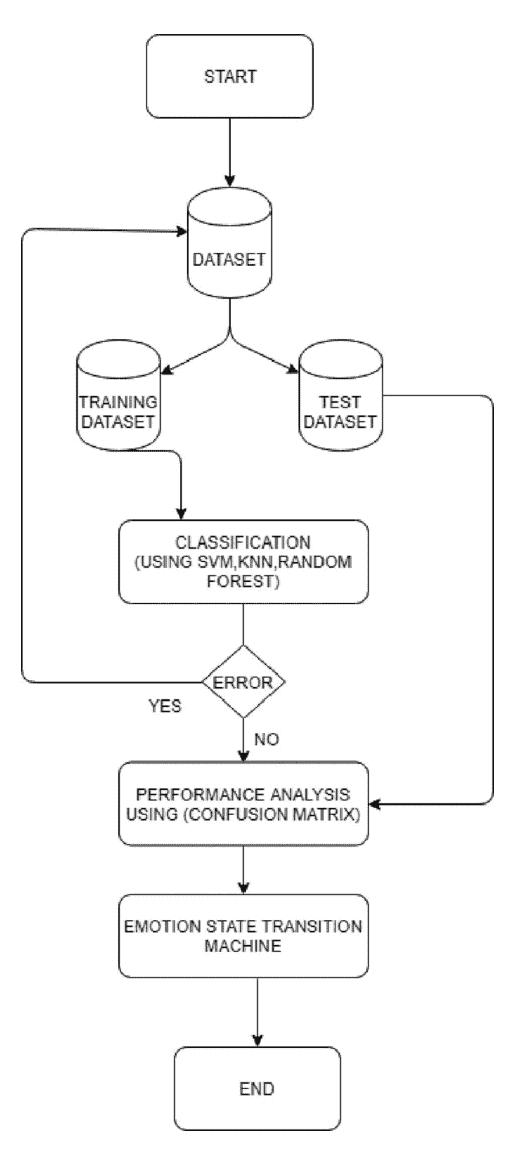 START
DATASET
TRAINING
DATASET
TEST
DATASET
CLASSIFICATION
(USING SVM,KNN,RANDOM
FOREST)
ERROR
YES
NO
PERFORMANCE ANALYSIS
USING (CONFUSION MATRIX)
EMOTION STATE TRANSITION
MACHINE
END